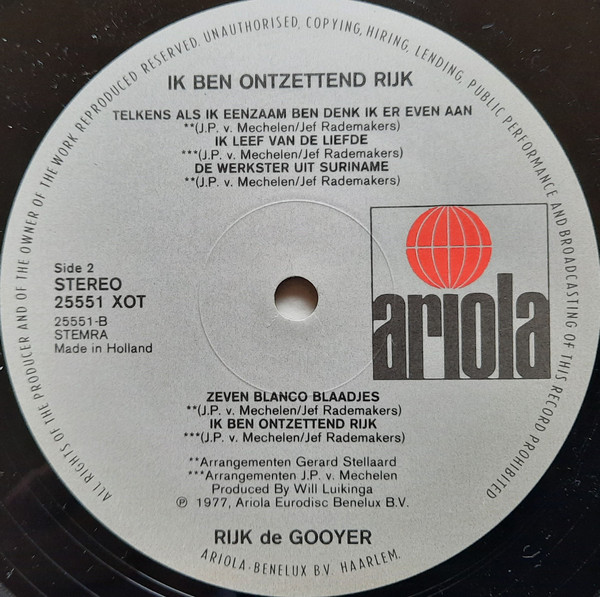 ALL RIGHTS OF THE PRODUCER AND OF THE OWNER OF THE WORK REPRODUCED RESERVED. UNAUTHORISED, COPYING, HIRING, LENDING, PUBLIC PERFORMANCE AND BROADCASTING OF THIS RECORD PROHIBITED
IK BEN ONTZETTEND RIJK
TELKENS ALS IK EENZAAM BEN DENK IK ER EVEN AAN
**(J.P. v. Mechelen/Jef Rademakers)
IK LEEF VAN DE LIEFDE
***(J.P. v. Mechelen/Jef Rademakers)
DE WERKSTER UIT SURINAME
**(J.P. v. Mechelen/Jef Rademakers)
Side 2
STEREO
25551 XOT
25551-B
STEMRA
Made in Holland
ariola
ZEVEN BLANCO BLAADJES
**(J.P. v. Mechelen/Jef Rademakers)
IK BEN ONTZETTEND RIJK
***(J.P. v. Mechelen/Jef Rademakers)
**Arrangementen Gerard Stellaard
***Arrangementen J.P. v. Mechelen
Produced By Will Luikinga
℗ 1977, Ariola Eurodisc Benelux B.V.
RIJK de GOOYER
ARIOLA-BENELUX B.V. HAARLEM.